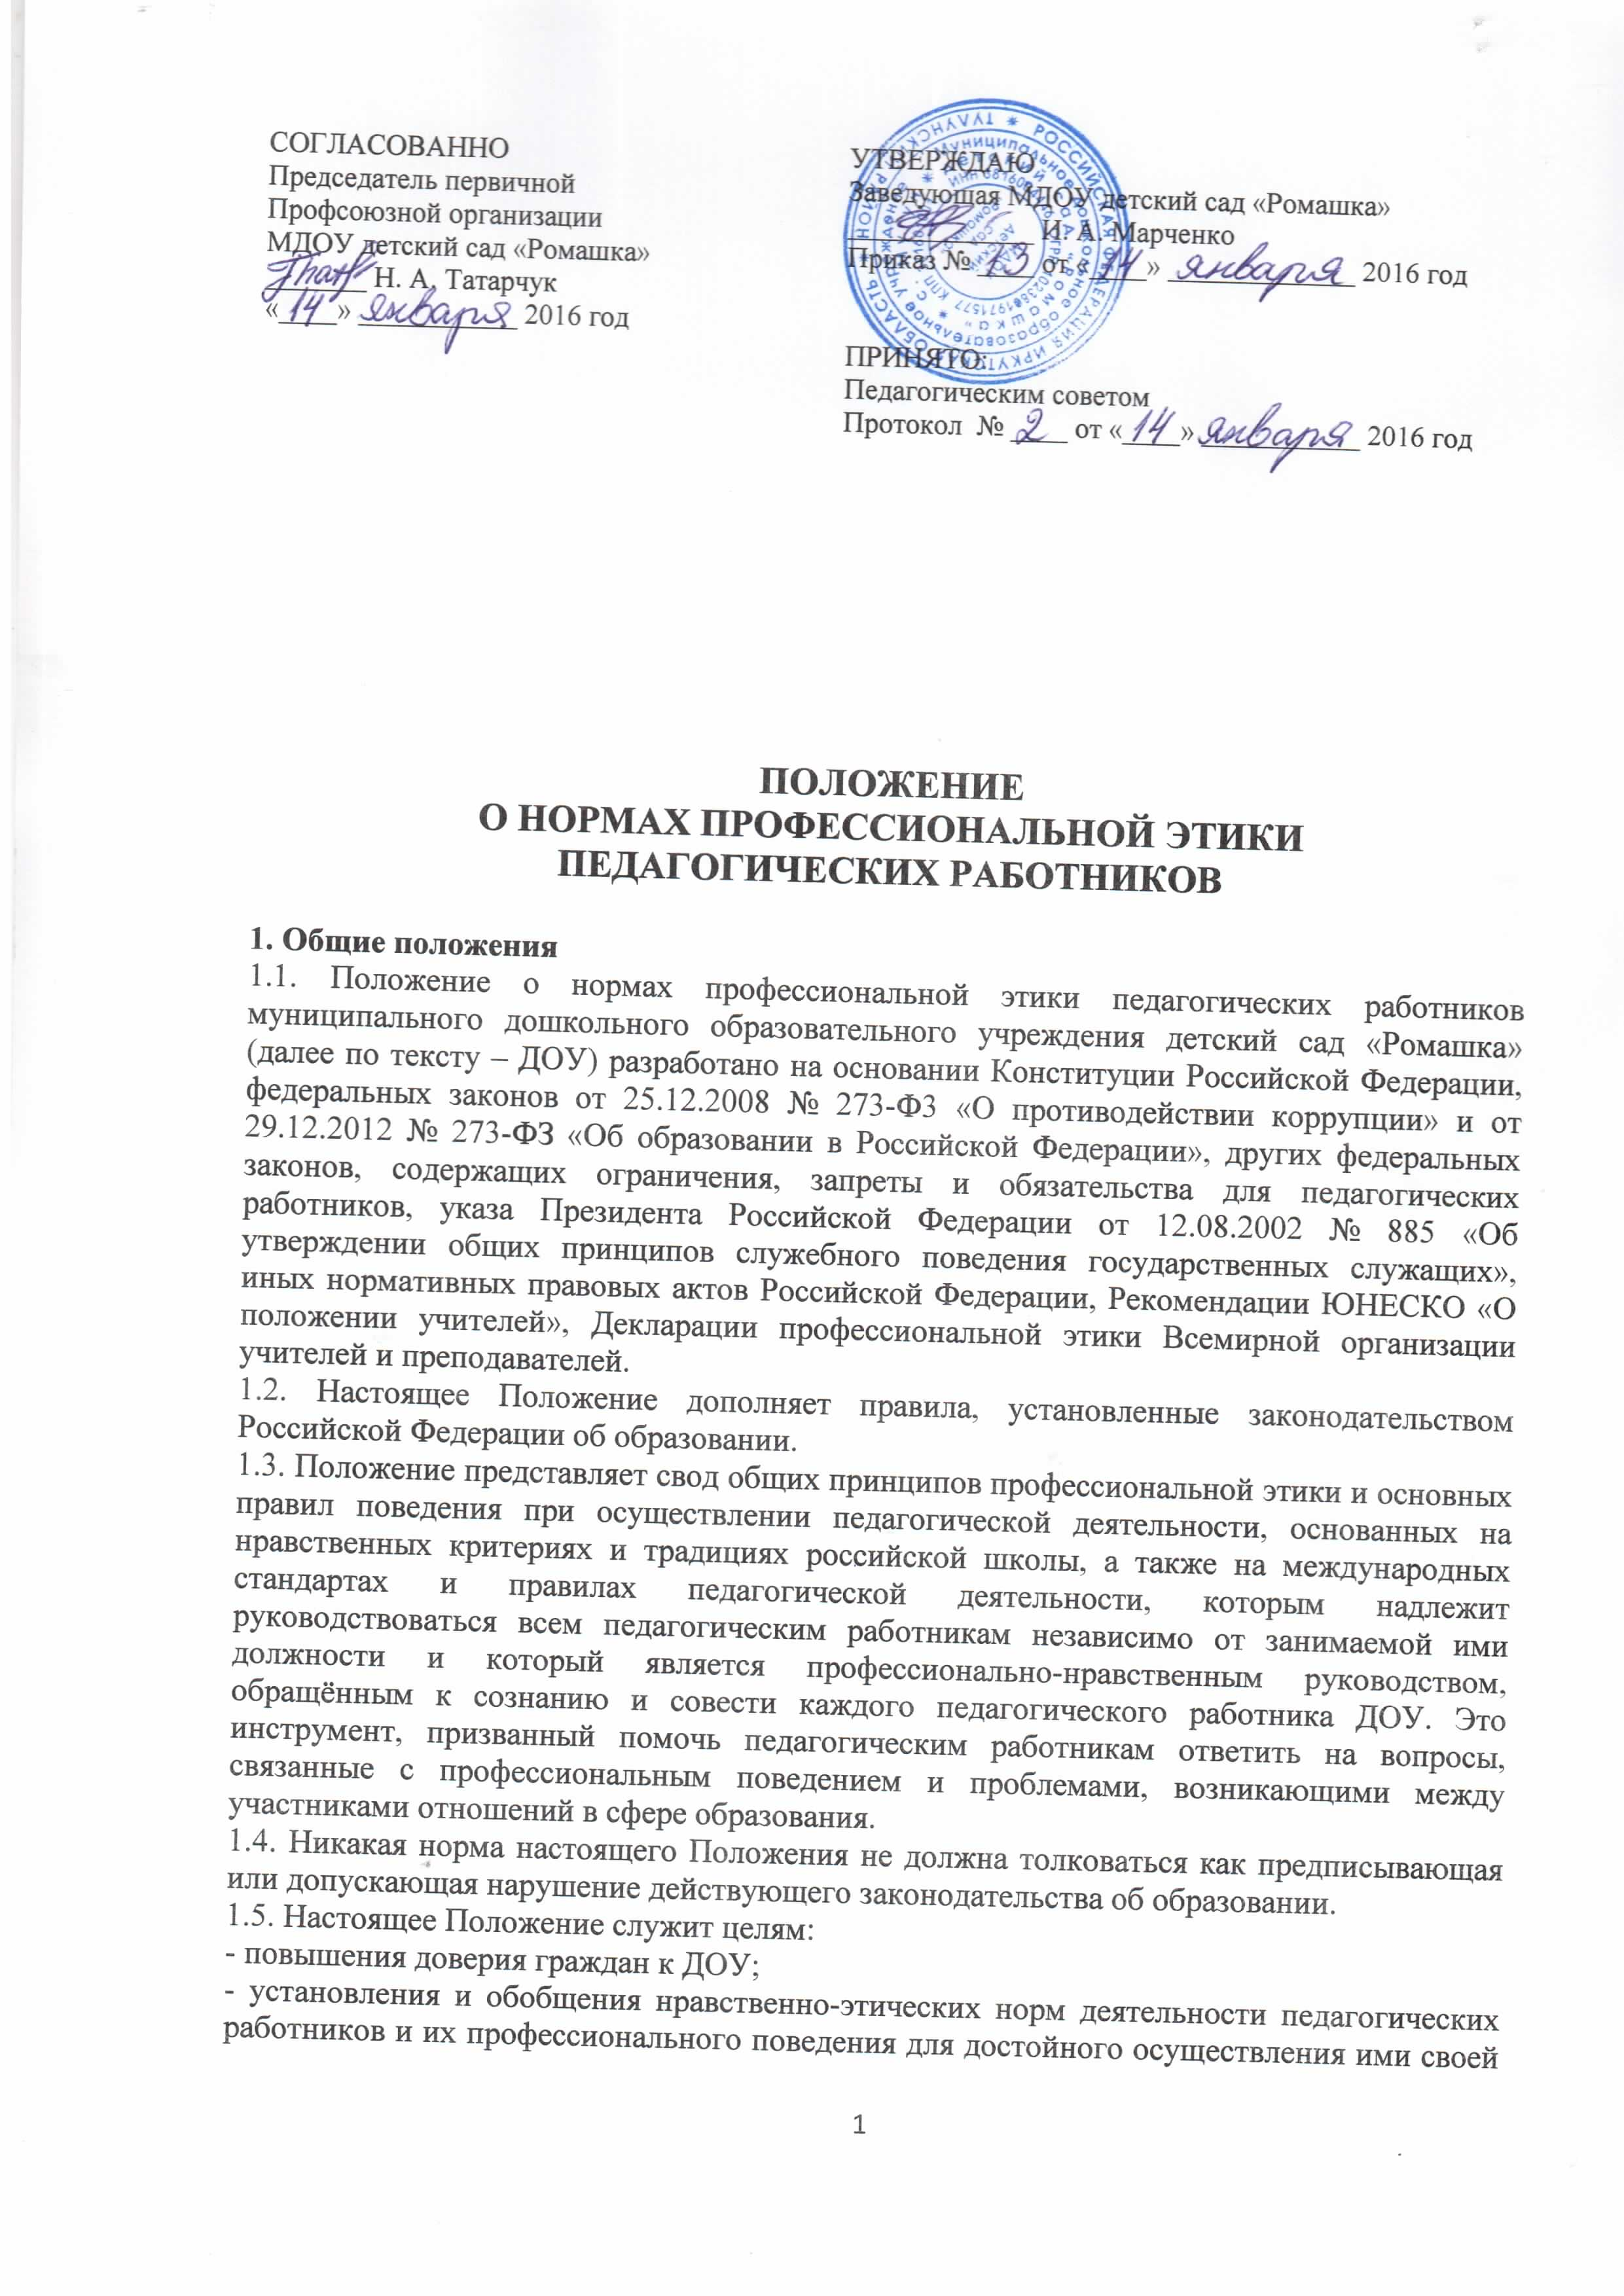 СОГЛАСОВАННО
Председатель первичной
Профсоюзной организации
МДОУ детский сад «Ромашка»
Н. А. Татарчук
«14» января 2016 год
УТВЕРЖДАЮ
Заведующая МДОУ детский сад «Ромашка»
И. А. Марченко
Приказ № 13 от «14» января 2016 год
ПРИНЯТО:
Педагогическим советом
Протокол № 2 от «14» января 2016 год
ПОЛОЖЕНИЕ
О НОРМАХ ПРОФЕССИОНАЛЬНОЙ ЭТИКИ
ПЕДАГОГИЧЕСКИХ РАБОТНИКОВ
1. Общие положения
1.1. Положение о нормах профессиональной этики педагогических работников
муниципального дошкольного образовательного учреждения детский сад «Ромашка»
(далее по тексту – ДОУ) разработано на основании Конституции Российской Федерации,
федеральных законов от 25.12.2008 № 273-ФЗ «О противодействии коррупции» и от
29.12.2012 № 273-ФЗ «Об образовании в Российской Федерации», других федеральных
законов, содержащих ограничения, запреты и обязательства для педагогических
работников, указа Президента Российской Федерации от 12.08.2002 № 885 «Об
утверждении общих принципов служебного поведения государственных служащих»,
иных нормативных правовых актов Российской Федерации, Рекомендации ЮНЕСКО «О
положении учителей», Декларации профессиональной этики Всемирной организации
учителей и преподавателей.
1.2. Настоящее Положение дополняет правила, установленные законодательством
Российской Федерации об образовании.
1.3. Положение представляет свод общих принципов профессиональной этики и основных
правил поведения при осуществлении педагогической деятельности, основанных на
нравственных критериях и традициях российской школы, а также на международных
стандартах и правилах педагогической деятельности, которым надлежит
руководствоваться всем педагогическим работникам независимо от занимаемой ими
должности и который является профессионально-нравственным руководством,
обращённым к сознанию и совести каждого педагогического работника ДОУ. Это
инструмент, призванный помочь педагогическим работникам ответить на вопросы,
связанные с профессиональным поведением и проблемами, возникающими между
участниками отношений в сфере образования.
1.4. Никакая норма настоящего Положения не должна толковаться как предписывающая
или допускающая нарушение действующего законодательства об образовании.
1.5. Настоящее Положение служит целям:
- повышения доверия граждан к ДОУ;
- установления и обобщения нравственно-этических норм деятельности педагогических
работников и их профессионального поведения для достойного осуществления ими своей
1